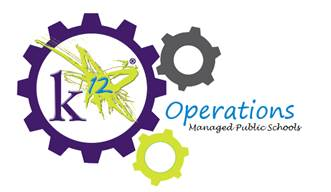 k12®
Operations
Managed Public Schools